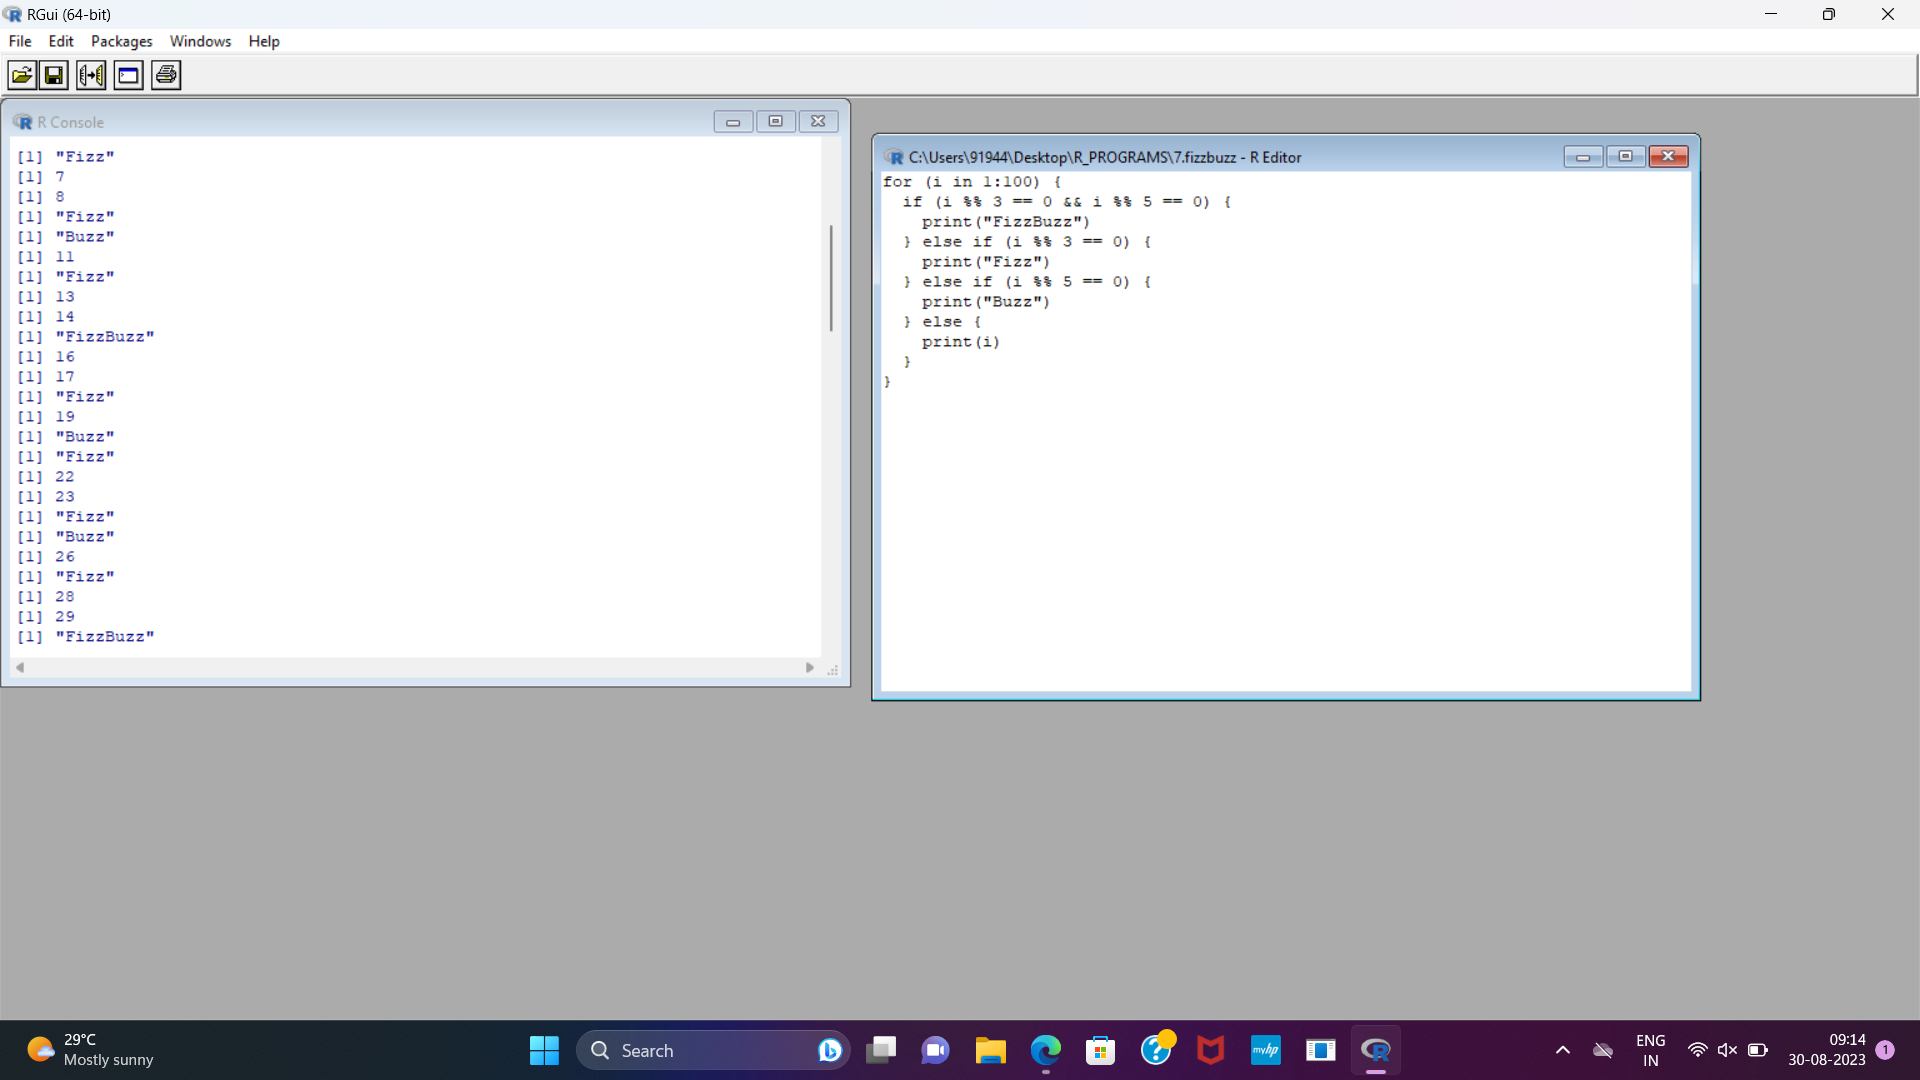 RGui (64-bit)
File Edit Packages Windows Help
R Console
[1] "Fizz"
[1] 7
[1] 8
[1] "Fizz"
[1] "Buzz"
[1] 11
[1] "Fizz"
[1] 13
[1] 14
[1] "FizzBuzz"
[1] 16
[1] 17
[1] "Fizz"
[1] 19
[1] "Buzz"
[1] "Fizz"
[1] 22
[1] 23
[1] "Fizz"
[1] "Buzz"
[1] 26
[1] "Fizz"
[1] 28
[1] 29
[1] "FizzBuzz"
C:\Users\91944\Desktop\R_PROGRAMS\7.fizzbuzz - R Editor
for (i in 1:100) {
  if (i %% 3 == 0 && i %% 5 == 0) {
    print("FizzBuzz")
  } else if (i %% 3 == 0) {
    print("Fizz")
  } else if (i %% 5 == 0) {
    print("Buzz")
  } else {
    print(i)
  }
}
29°C
Mostly sunny
Search
myhp
ENG
IN
09:14
30-08-2023
1